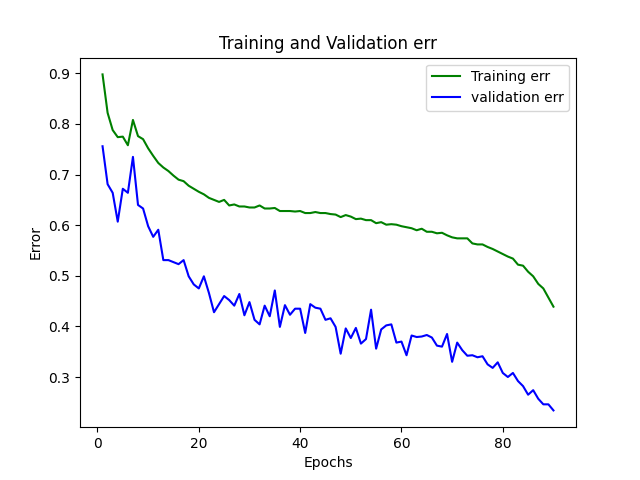 Training and Validation err
Training err
validation err
0.9
0.8
0.7
0.6
0.5
0.4
0.3
Error
0 20 40 60 80
Epochs